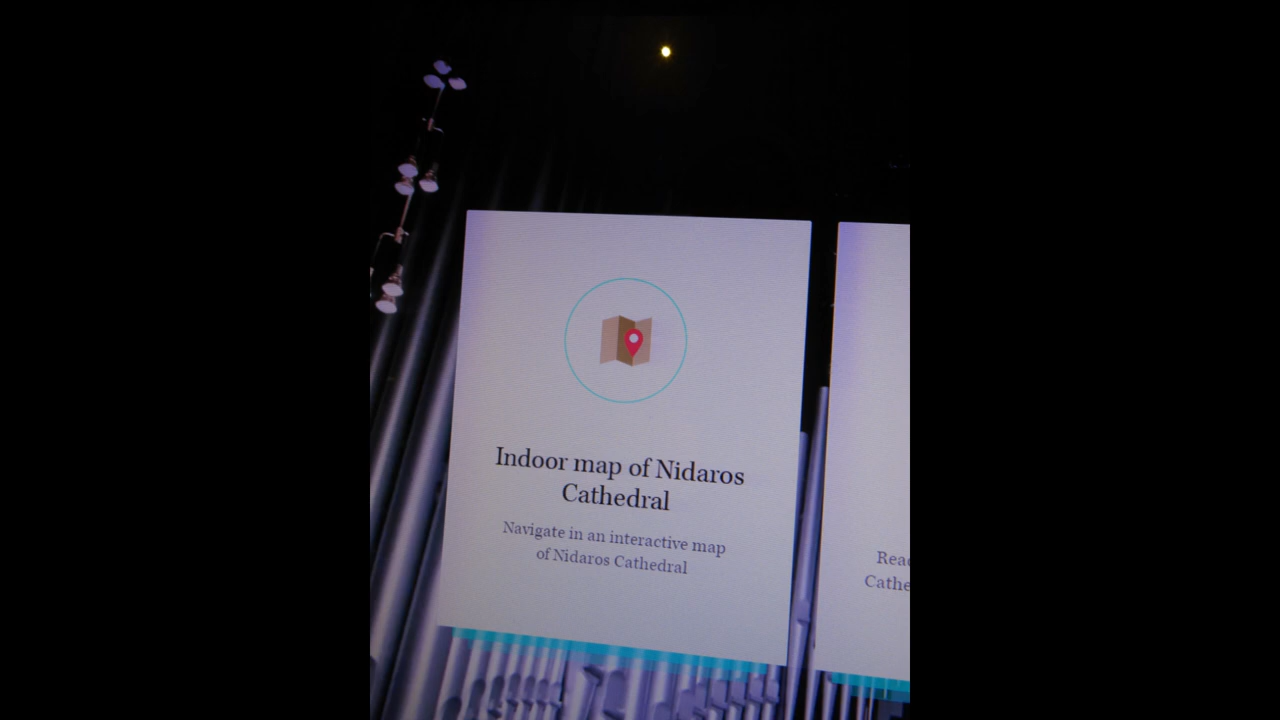 Indoor map of Nidaros
Cathedral
Navigate in an interactive map
of Nidaros Cathedral